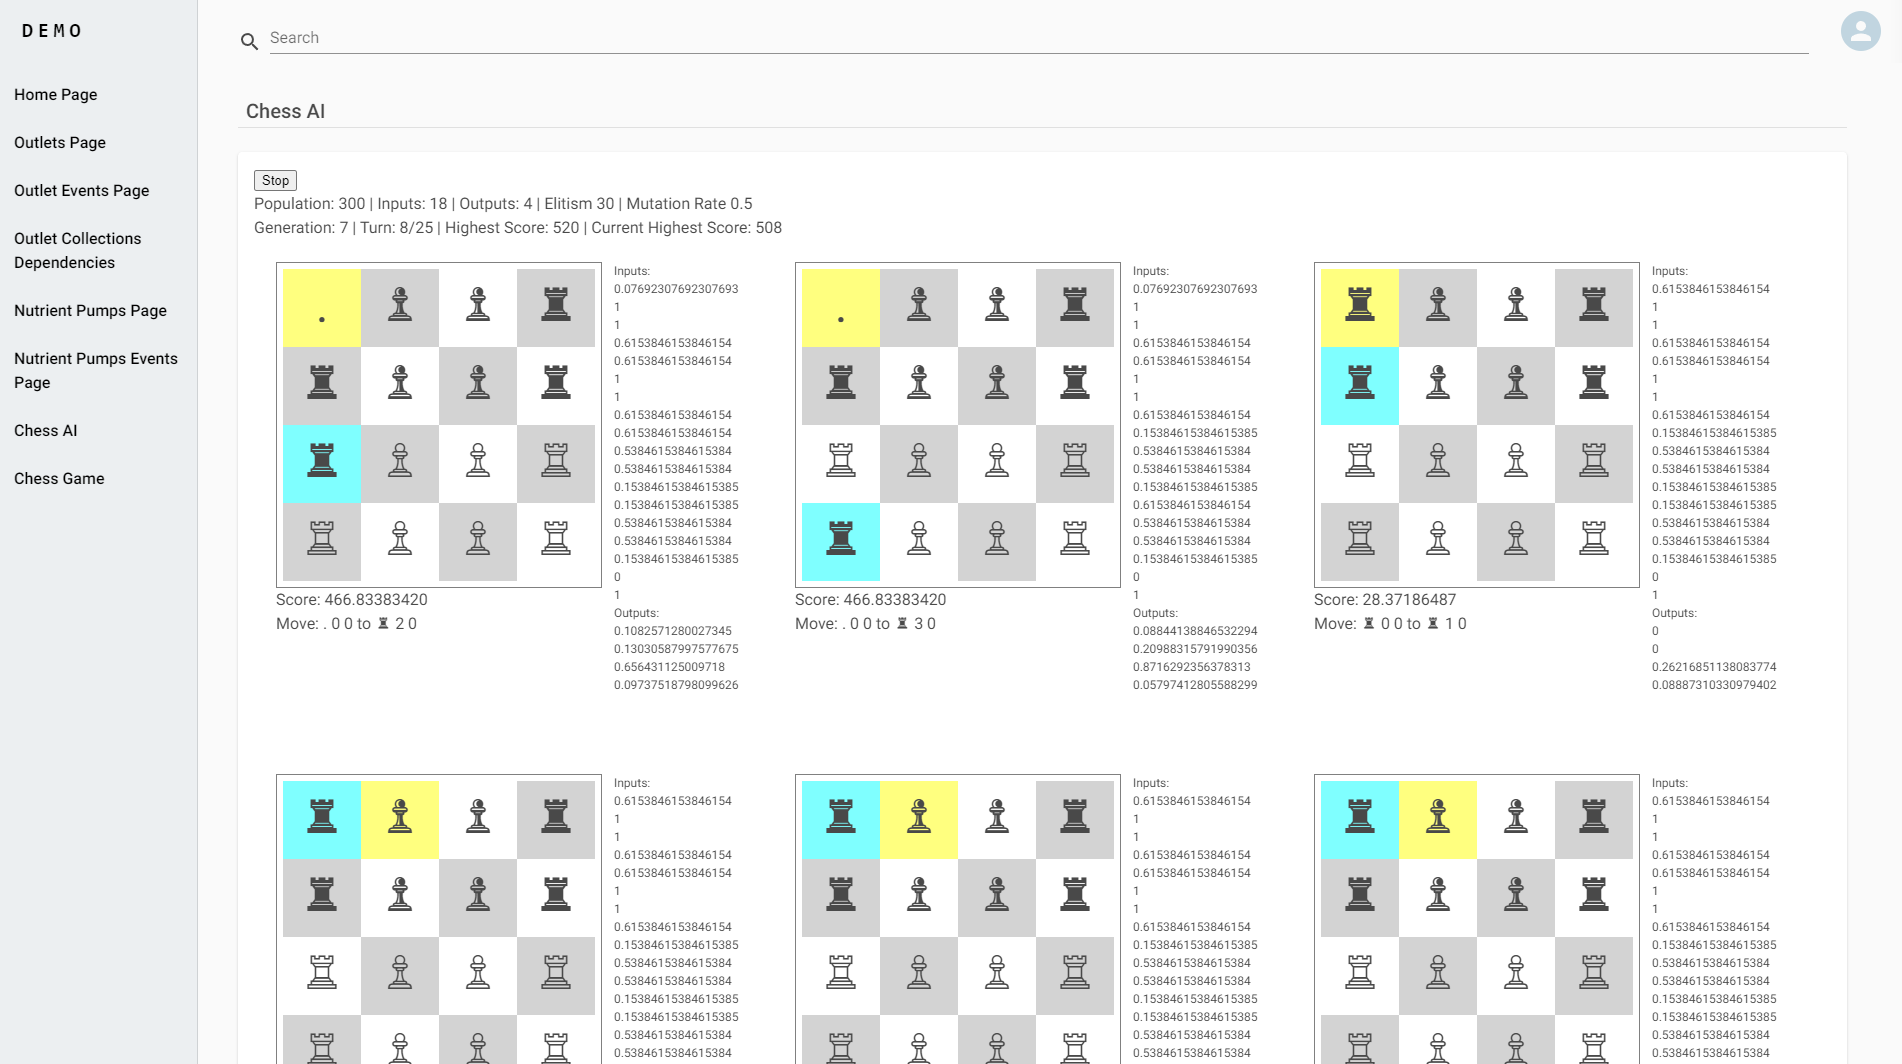 DEMO
Home Page
Outlets Page
Outlet Events Page
Outlet Collections
Dependencies
Nutrient Pumps Page
Nutrient Pumps Events
Page
Chess AI
Chess Game
Search
Chess AI
Stop
Population: 300 | Inputs: 18 | Outputs: 4 | Elitism 30 | Mutation Rate 0.5
Generation: 7 | Turn: 8/25 | Highest Score: 520 | Current Highest Score: 508
. ♟ ♟ ♜
♜ ♟ ♟ ♜
♜ ♙ ♙ ♖
♖ ♙ ♙ ♖
Score: 466.83383420
Move: . 0 0 to ♜ 2 0
Inputs:
0.07692307692307693
1
1
0.6153846153846154
0.6153846153846154
1
1
0.6153846153846154
0.6153846153846154
0.5384615384615384
0.5384615384615384
0.15384615384615385
0.15384615384615385
0.5384615384615384
0.5384615384615384
0.15384615384615385
0
1
Outputs:
0.1082571280027345
0.13030587997577675
0.656431125009718
0.09737518798099626
. ♟ ♟ ♜
♜ ♟ ♟ ♜
♖ ♙ ♙ ♖
♜ ♙ ♙ ♖
Score: 466.83383420
Move: . 0 0 to ♜ 3 0
Inputs:
0.07692307692307693
1
1
0.6153846153846154
0.6153846153846154
1
1
0.6153846153846154
0.15384615384615385
0.5384615384615384
0.5384615384615384
0.15384615384615385
0.6153846153846154
0.5384615384615384
0.5384615384615384
0.15384615384615385
0
1
Outputs:
0.08844138846532294
0.20988315791990356
0.8716292356378313
0.05797412805588299
♜ ♟ ♟ ♜
♜ ♟ ♟ ♜
♖ ♙ ♙ ♖
♖ ♙ ♙ ♖
Score: 28.37186487
Move: ♜ 0 0 to ♜ 1 0
Inputs:
0.6153846153846154
1
1
0.6153846153846154
0.6153846153846154
1
1
0.6153846153846154
0.15384615384615385
0.5384615384615384
0.5384615384615384
0.15384615384615385
0.15384615384615385
0.5384615384615384
0.5384615384615384
0.15384615384615385
0
1
Outputs:
0
0
0.26216851138083774
0.08887310330979402
♜ ♟ ♟ ♜
♜ ♟ ♟ ♜
♖ ♙ ♙ ♖
♖ ♙ ♙ ♖
Inputs:
0.6153846153846154
1
1
0.6153846153846154
0.6153846153846154
1
1
0.6153846153846154
0.15384615384615385
0.5384615384615384
0.5384615384615384
0.15384615384615385
0.15384615384615385
0.5384615384615384
0.5384615384615384
♜ ♟ ♟ ♜
♜ ♟ ♟ ♜
♖ ♙ ♙ ♖
♖ ♙ ♙ ♖
Inputs:
0.6153846153846154
1
1
0.6153846153846154
0.6153846153846154
1
1
0.6153846153846154
0.15384615384615385
0.5384615384615384
0.5384615384615384
0.15384615384615385
0.15384615384615385
0.5384615384615384
0.5384615384615384
♜ ♟ ♟ ♜
♜ ♟ ♟ ♜
♖ ♙ ♙ ♖
♖ ♙ ♙ ♖
Inputs:
0.6153846153846154
1
1
0.6153846153846154
0.6153846153846154
1
1
0.6153846153846154
0.15384615384615385
0.5384615384615384
0.5384615384615384
0.15384615384615385
0.15384615384615385
0.5384615384615384
0.5384615384615384